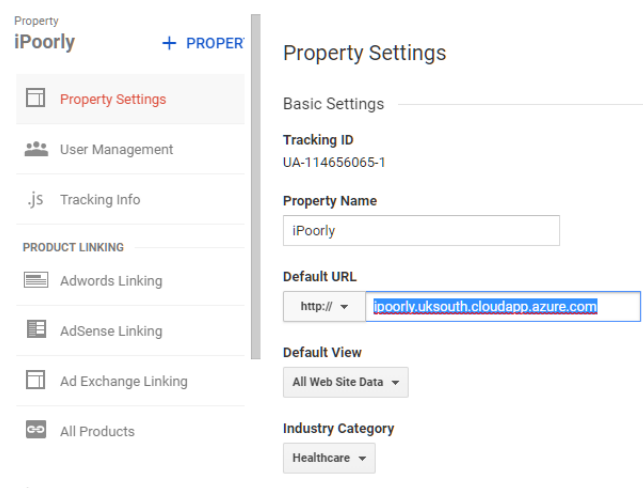 Property
iPoorly
+ PROPER
Property Settings
User Management
.js Tracking Info
PRODUCT LINKING
Adwords Linking
AdSense Linking
Ad Exchange Linking
All Products
Property Settings
Basic Settings
Tracking ID
UA-114656065-1
Property Name
iPoorly
Default URL
http:// ipoorly.uksouth.cloudapp.azure.com
Default View
All Web Site Data
Industry Category
Healthcare